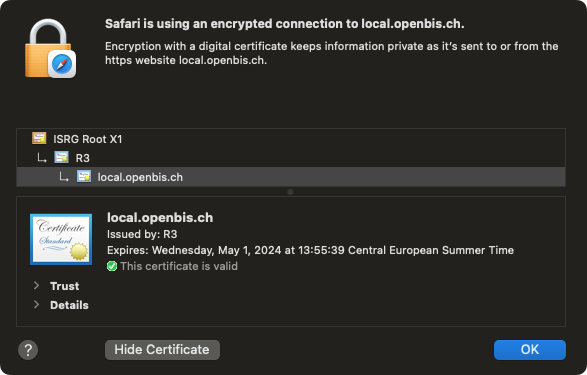 Safari is using an encrypted connection to local.openbis.ch.
Encryption with a digital certificate keeps information private as it's sent to or from the
https website local.openbis.ch.
ISRG Root X1
R3
local.openbis.ch
Certificate
Standard
local.openbis.ch
Issued by: R3
Expires: Wednesday, May 1, 2024 at 13:55:39 Central European Summer Time
This certificate is valid
Trust
Details
? Hide Certificate OK